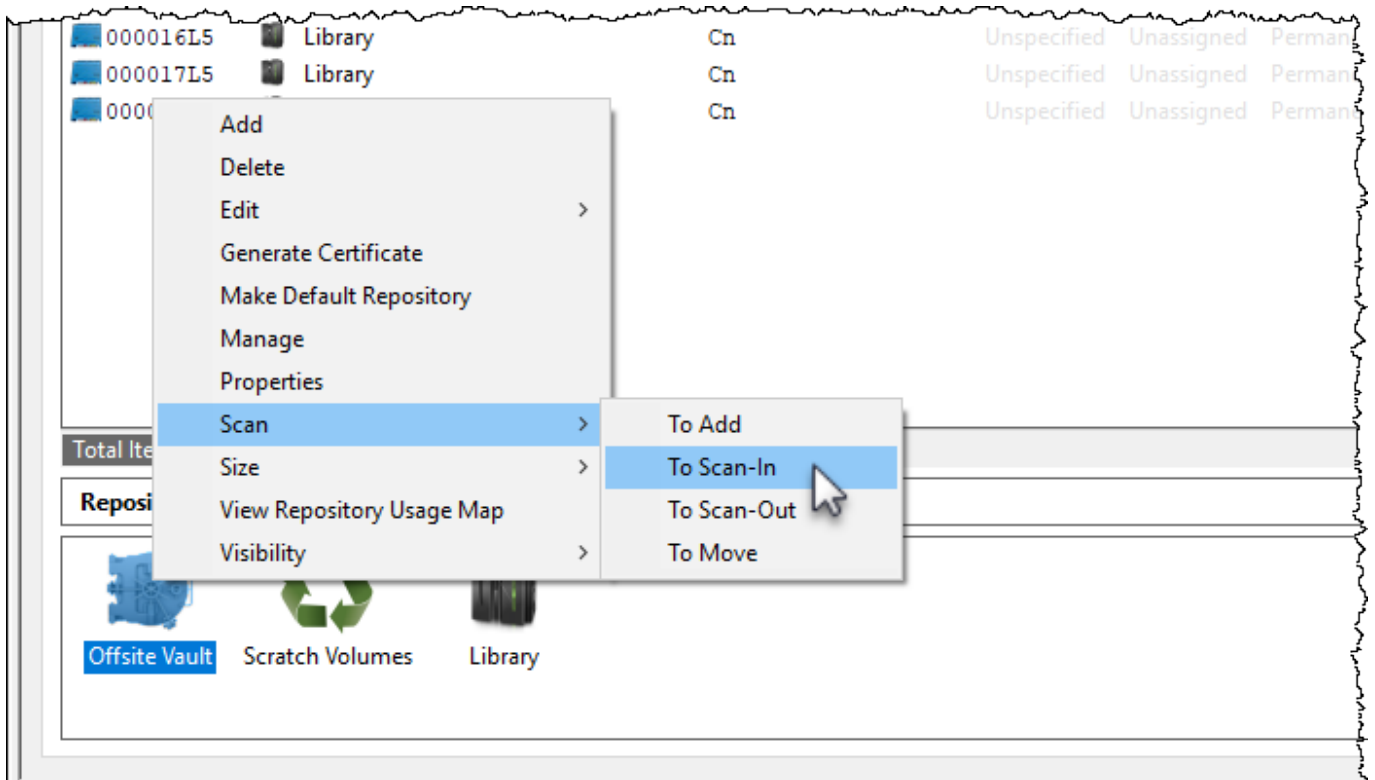 000016L5 Library Cn Unspecified Unassigned Perman
000017L5 Library Cn Unspecified Unassigned Perman
0000 Cn Unspecified Unassigned Perman
Add
Delete
Edit
Generate Certificate
Make Default Repository
Manage
Properties
Scan
To Add
Total Ite
Size
To Scan-In
Reposi
View Repository Usage Map
To Scan-Out
Visibility
To Move
Offsite Vault Scratch Volumes Library